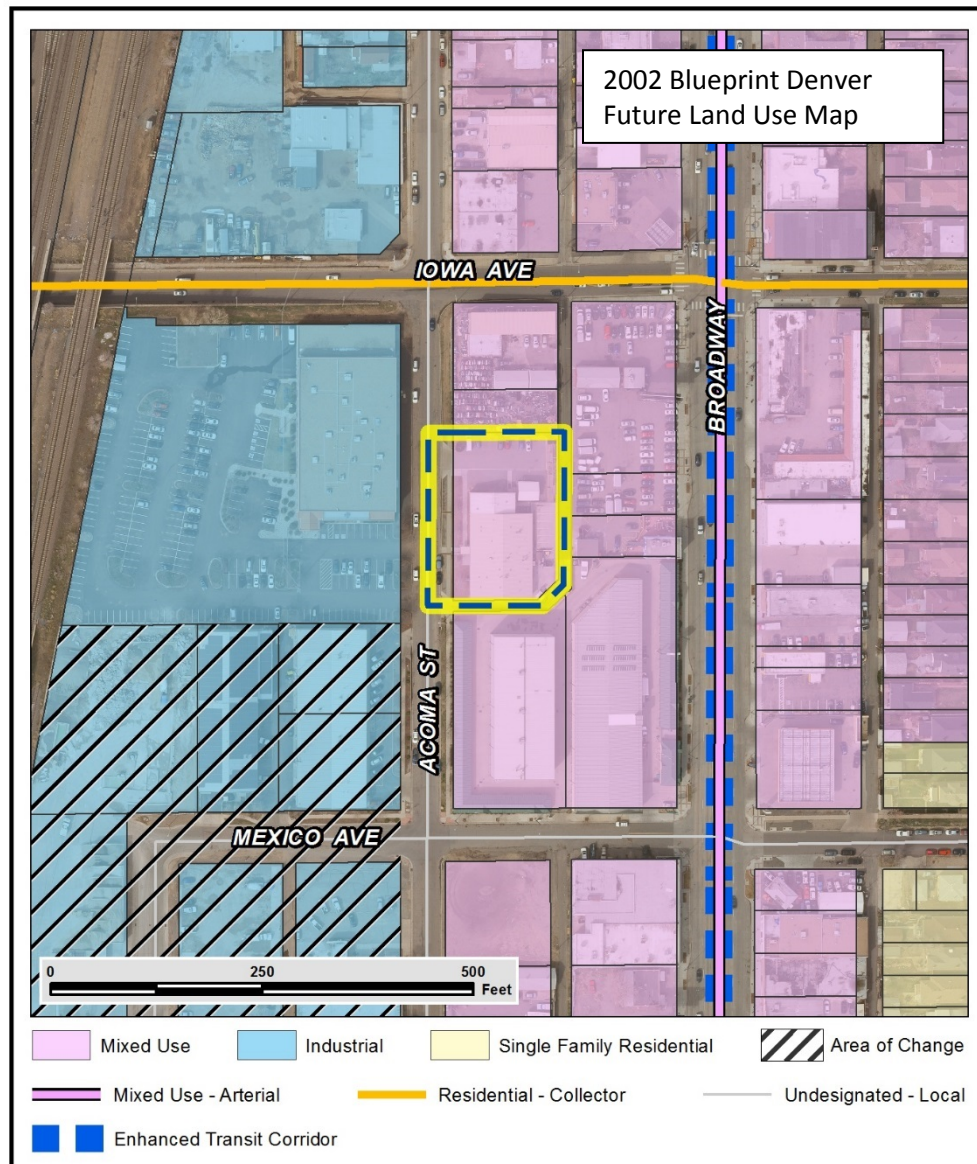 2002 Blueprint Denver
Future Land Use Map
IOWA AVE
BROADWAY
ACOMA ST
MEXICO AVE
0 250 500
Feet
Mixed Use Industrial Single Family Residential Area of Change
Mixed Use - Arterial Residential - Collector Undesignated - Local
Enhanced Transit Corridor